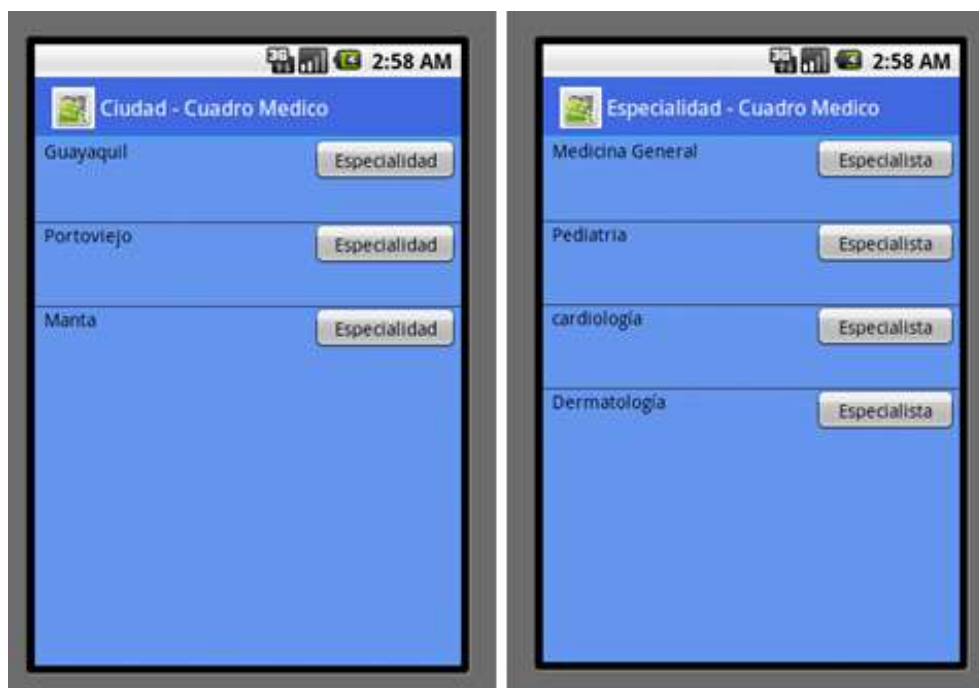 2:58 AM
Ciudad - Cuadro Medico
Guayaquil Especialidad
Portoviejo Especialidad
Manta Especialidad
2:58 AM
Especialidad - Cuadro Medico
Medicina General Especialista
Pediatria Especialista
cardiología Especialista
Dermatología Especialista